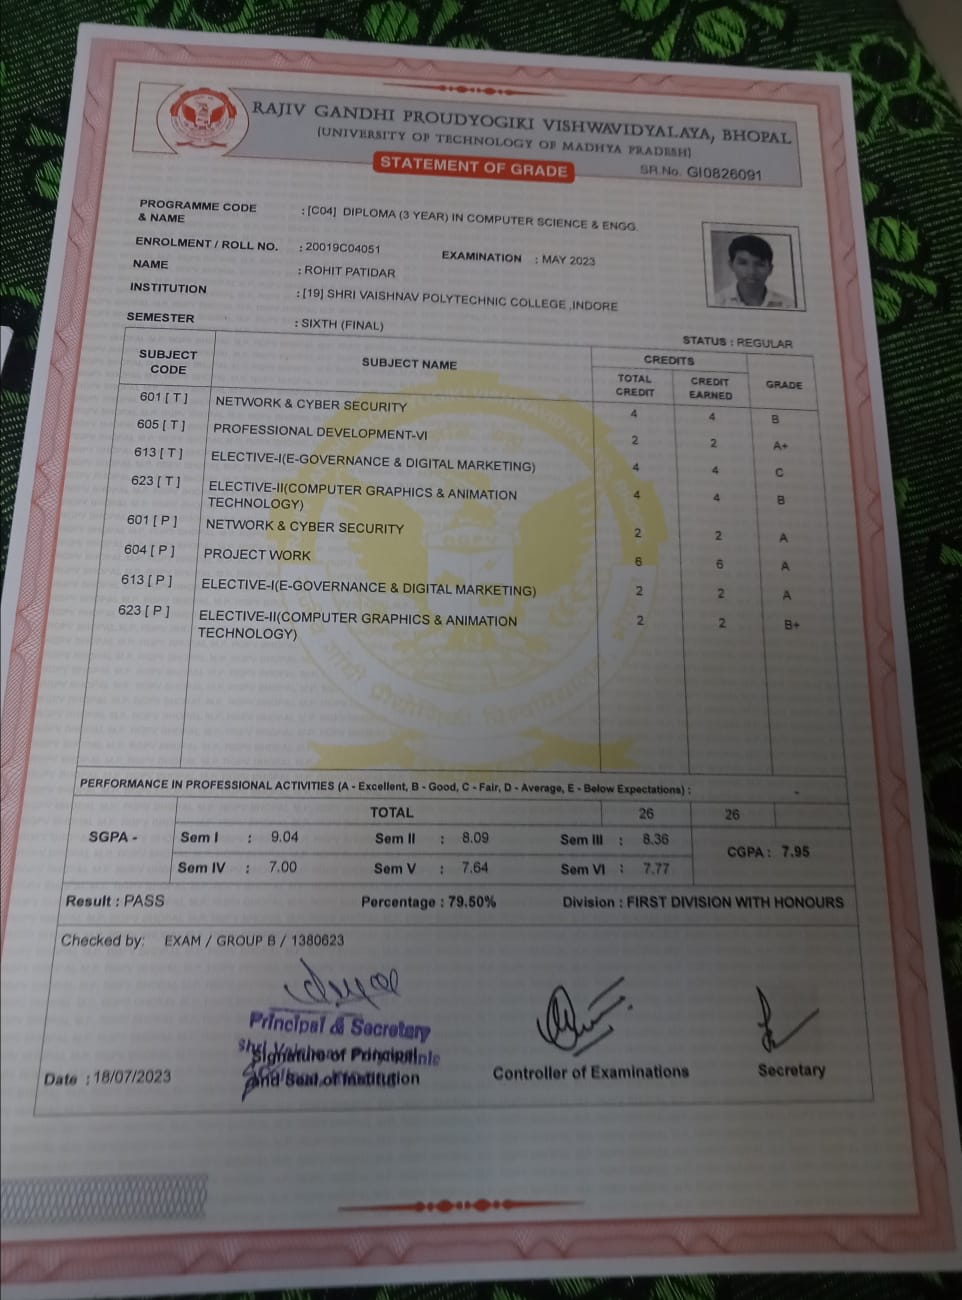 RAJIV GANDHI PROUDYOGIKI VISHWAVIDYALAYA, BHOPAL
(UNIVERSITY OF TECHNOLOGY OF MADHYA PRADESH)
STATEMENT OF GRADE
SR.No. GI0826091
PROGRAMME CODE & NAME : [C04] DIPLOMA (3 YEAR) IN COMPUTER SCIENCE & ENGG.
ENROLMENT / ROLL NO. : 20019C04051 EXAMINATION : MAY 2023
NAME : ROHIT PATIDAR
INSTITUTION : [19] SHRI VAISHNAV POLYTECHNIC COLLEGE ,INDORE
SEMESTER : SIXTH (FINAL)
STATUS : REGULAR
SUBJECT CODE SUBJECT NAME CREDITS GRADE
TOTAL CREDIT CREDIT EARNED
601 [ T ] NETWORK & CYBER SECURITY 4 4 B
605 [ T ] PROFESSIONAL DEVELOPMENT-VI 2 2 A+
613 [ T ] ELECTIVE-I(E-GOVERNANCE & DIGITAL MARKETING) 4 4 C
623 [ T ] ELECTIVE-II(COMPUTER GRAPHICS & ANIMATION 4 4 B
TECHNOLOGY)
601 [ P ] NETWORK & CYBER SECURITY 2 2 A
604 [ P ] PROJECT WORK 6 6 A
613 [ P ] ELECTIVE-I(E-GOVERNANCE & DIGITAL MARKETING) 2 2 A
623 [ P ] ELECTIVE-II(COMPUTER GRAPHICS & ANIMATION 2 2 B+
TECHNOLOGY)
PERFORMANCE IN PROFESSIONAL ACTIVITIES (A - Excellent, B - Good, C - Fair, D - Average, E - Below Expectations) : -
TOTAL 26 26
SGPA - Sem I : 9.04 Sem II : 8.09 Sem III : 8.36
CGPA : 7.95
Sem IV : 7.00 Sem V : 7.64 Sem VI : 7.77
Result : PASS Percentage : 79.50% Division : FIRST DIVISION WITH HONOURS
Checked by: EXAM / GROUP B / 1380623
Principal & Secretary
Signature of Principal
And Seal of Institution
Controller of Examinations
Secretary
Date : 18/07/2023